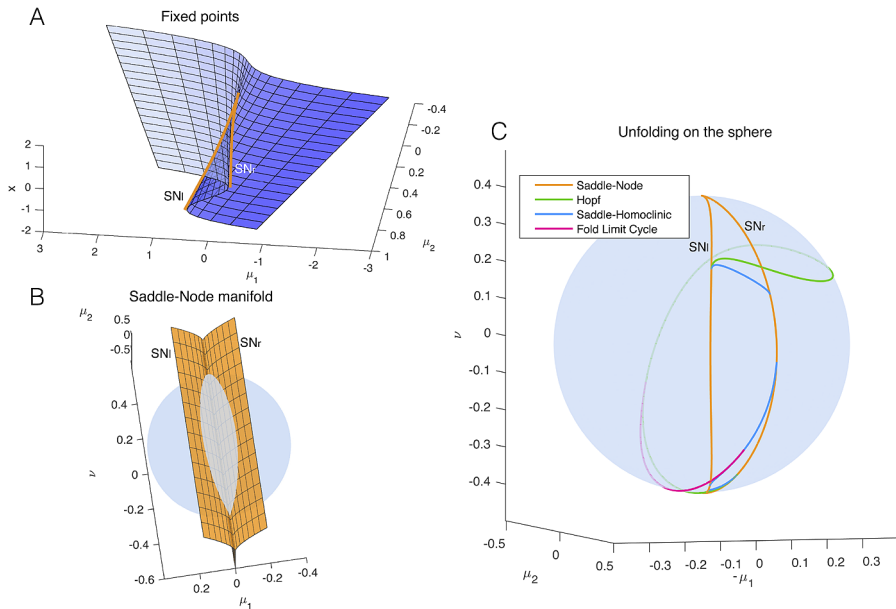 A
Fixed points
x
2
1
0
-1
-2
3
2
1
0
-1
-2
-3
μ1
-0.4
-0.2
0
0.2
0.4
0.6
0.8
1
μ2
SNl
SNr
B
Saddle-Node manifold
μ2
0.5
0
-0.5
SNl
SNr
ν
0.4
0.2
0
-0.2
-0.4
-0.6
0.2
0
-0.2
-0.4
μ1
C
Unfolding on the sphere
Saddle-Node
Hopf
Saddle-Homoclinic
Fold Limit Cycle
SNl
SNr
ν
0.4
0.3
0.2
0.1
0
-0.1
-0.2
-0.3
-0.4
-0.5
0
0.5
μ2
-0.3
-0.2
-0.1
0
0.1
0.2
0.3
-μ1